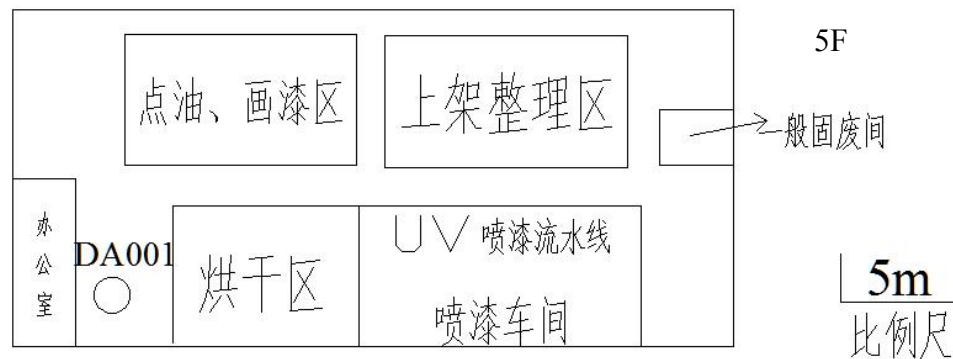 5F
点油、画漆区
上架整理区
一般固废间
办公室
DA001
烘干区
UV 喷漆流水线
喷漆车间
5m
比例尺